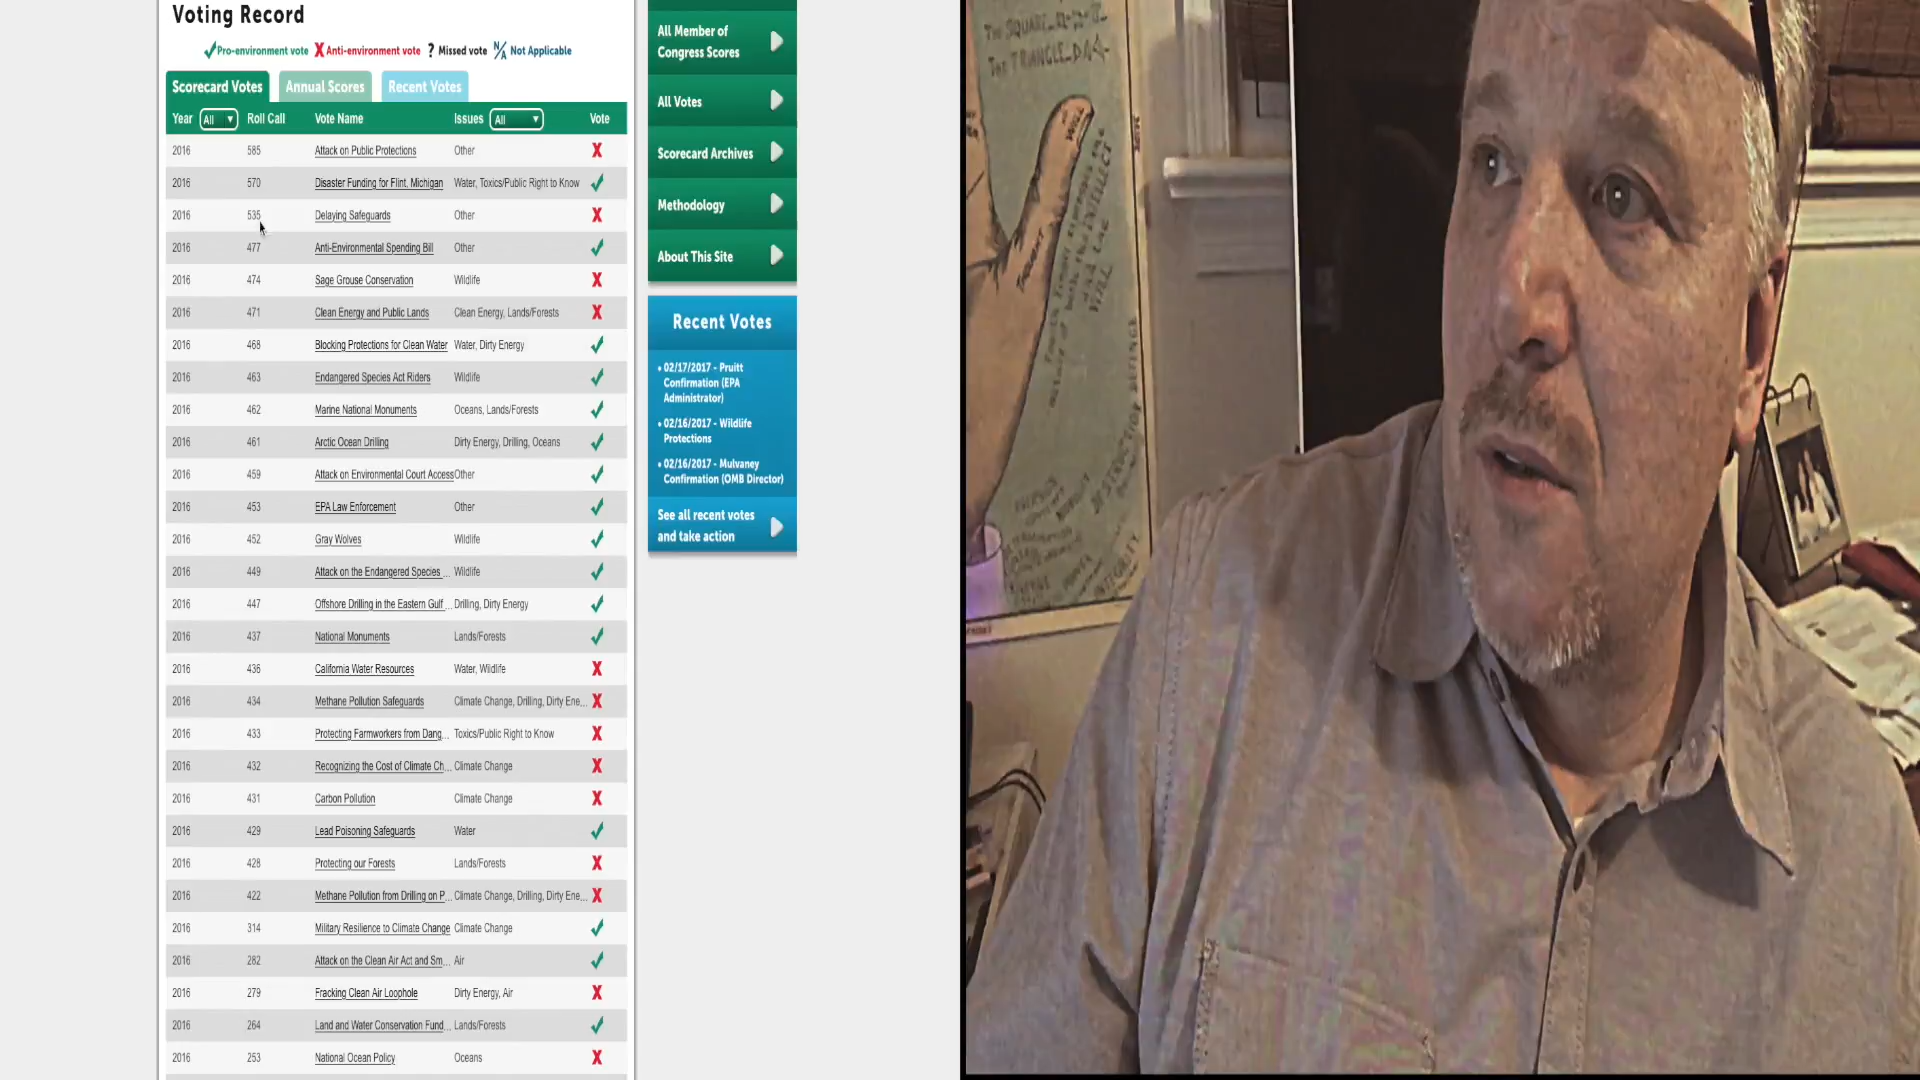 Voting Record
Pro-environment vote X Anti-environment vote ? Missed vote N/A Not Applicable
Scorecard Votes Annual Scores Recent Votes
Year All Roll Call Vote Name Issues All Vote
2016 585 Attack on Public Protections Other X
2016 570 Disaster Funding for Flint, Michigan Water, Toxics/Public Right to Know
2016 535 Delaying Safeguards Other X
2016 477 Anti-Environmental Spending Bill Other
2016 474 Sage Grouse Conservation Wildlife X
2016 471 Clean Energy and Public Lands Clean Energy, Lands/Forests X
2016 468 Blocking Protections for Clean Water Water, Dirty Energy
2016 463 Endangered Species Act Riders Wildlife
2016 462 Marine National Monuments Oceans, Lands/Forests
2016 461 Arctic Ocean Drilling Dirty Energy, Drilling, Oceans
2016 459 Attack on Environmental Court Access Other
2016 453 EPA Law Enforcement Other
2016 452 Gray Wolves Wildlife
2016 449 Attack on the Endangered Species ... Wildlife
2016 447 Offshore Drilling in the Eastern Gulf ... Drilling, Dirty Energy
2016 437 National Monuments Lands/Forests
2016 436 California Water Resources Water, Wildlife X
2016 434 Methane Pollution Safeguards Climate Change, Drilling, Dirty Ene... X
2016 433 Protecting Farmworkers from Dang... Toxics/Public Right to Know X
2016 432 Recognizing the Cost of Climate Ch... Climate Change X
2016 431 Carbon Pollution Climate Change X
2016 429 Lead Poisoning Safeguards Water
2016 428 Protecting our Forests Lands/Forests X
2016 422 Methane Pollution from Drilling on P... Climate Change, Drilling, Dirty Ene... X
2016 314 Military Resilience to Climate Change Climate Change
2016 282 Attack on the Clean Air Act and Sm... Air
2016 279 Fracking Clean Air Loophole Dirty Energy, Air X
2016 264 Land and Water Conservation Fund... Lands/Forests
2016 253 National Ocean Policy Oceans X
All Member of
Congress Scores
All Votes
Scorecard Archives
Methodology
About This Site
Recent Votes
• 02/17/2017 - Pruitt
Confirmation (EPA
Administrator)
• 02/16/2017 - Wildlife
Protections
• 02/16/2017 - Mulvaney
Confirmation (OMB Director)
See all recent votes
and take action
The SQUARE
The TRIANGLE
INTELLECT
WILL